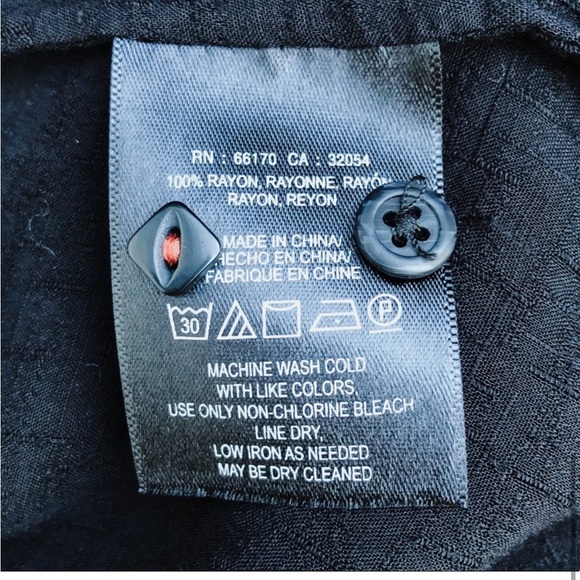 RN : 66170 CA : 32054
100% RAYON, RAYONNE, RAYÓN,
RAYON, REYON
MADE IN CHINA/
HECHO EN CHINA/
FABRIQUE EN CHINE
30 P
MACHINE WASH COLD
WITH LIKE COLORS,
USE ONLY NON-CHLORINE BLEACH
LINE DRY,
LOW IRON AS NEEDED
MAY BE DRY CLEANED